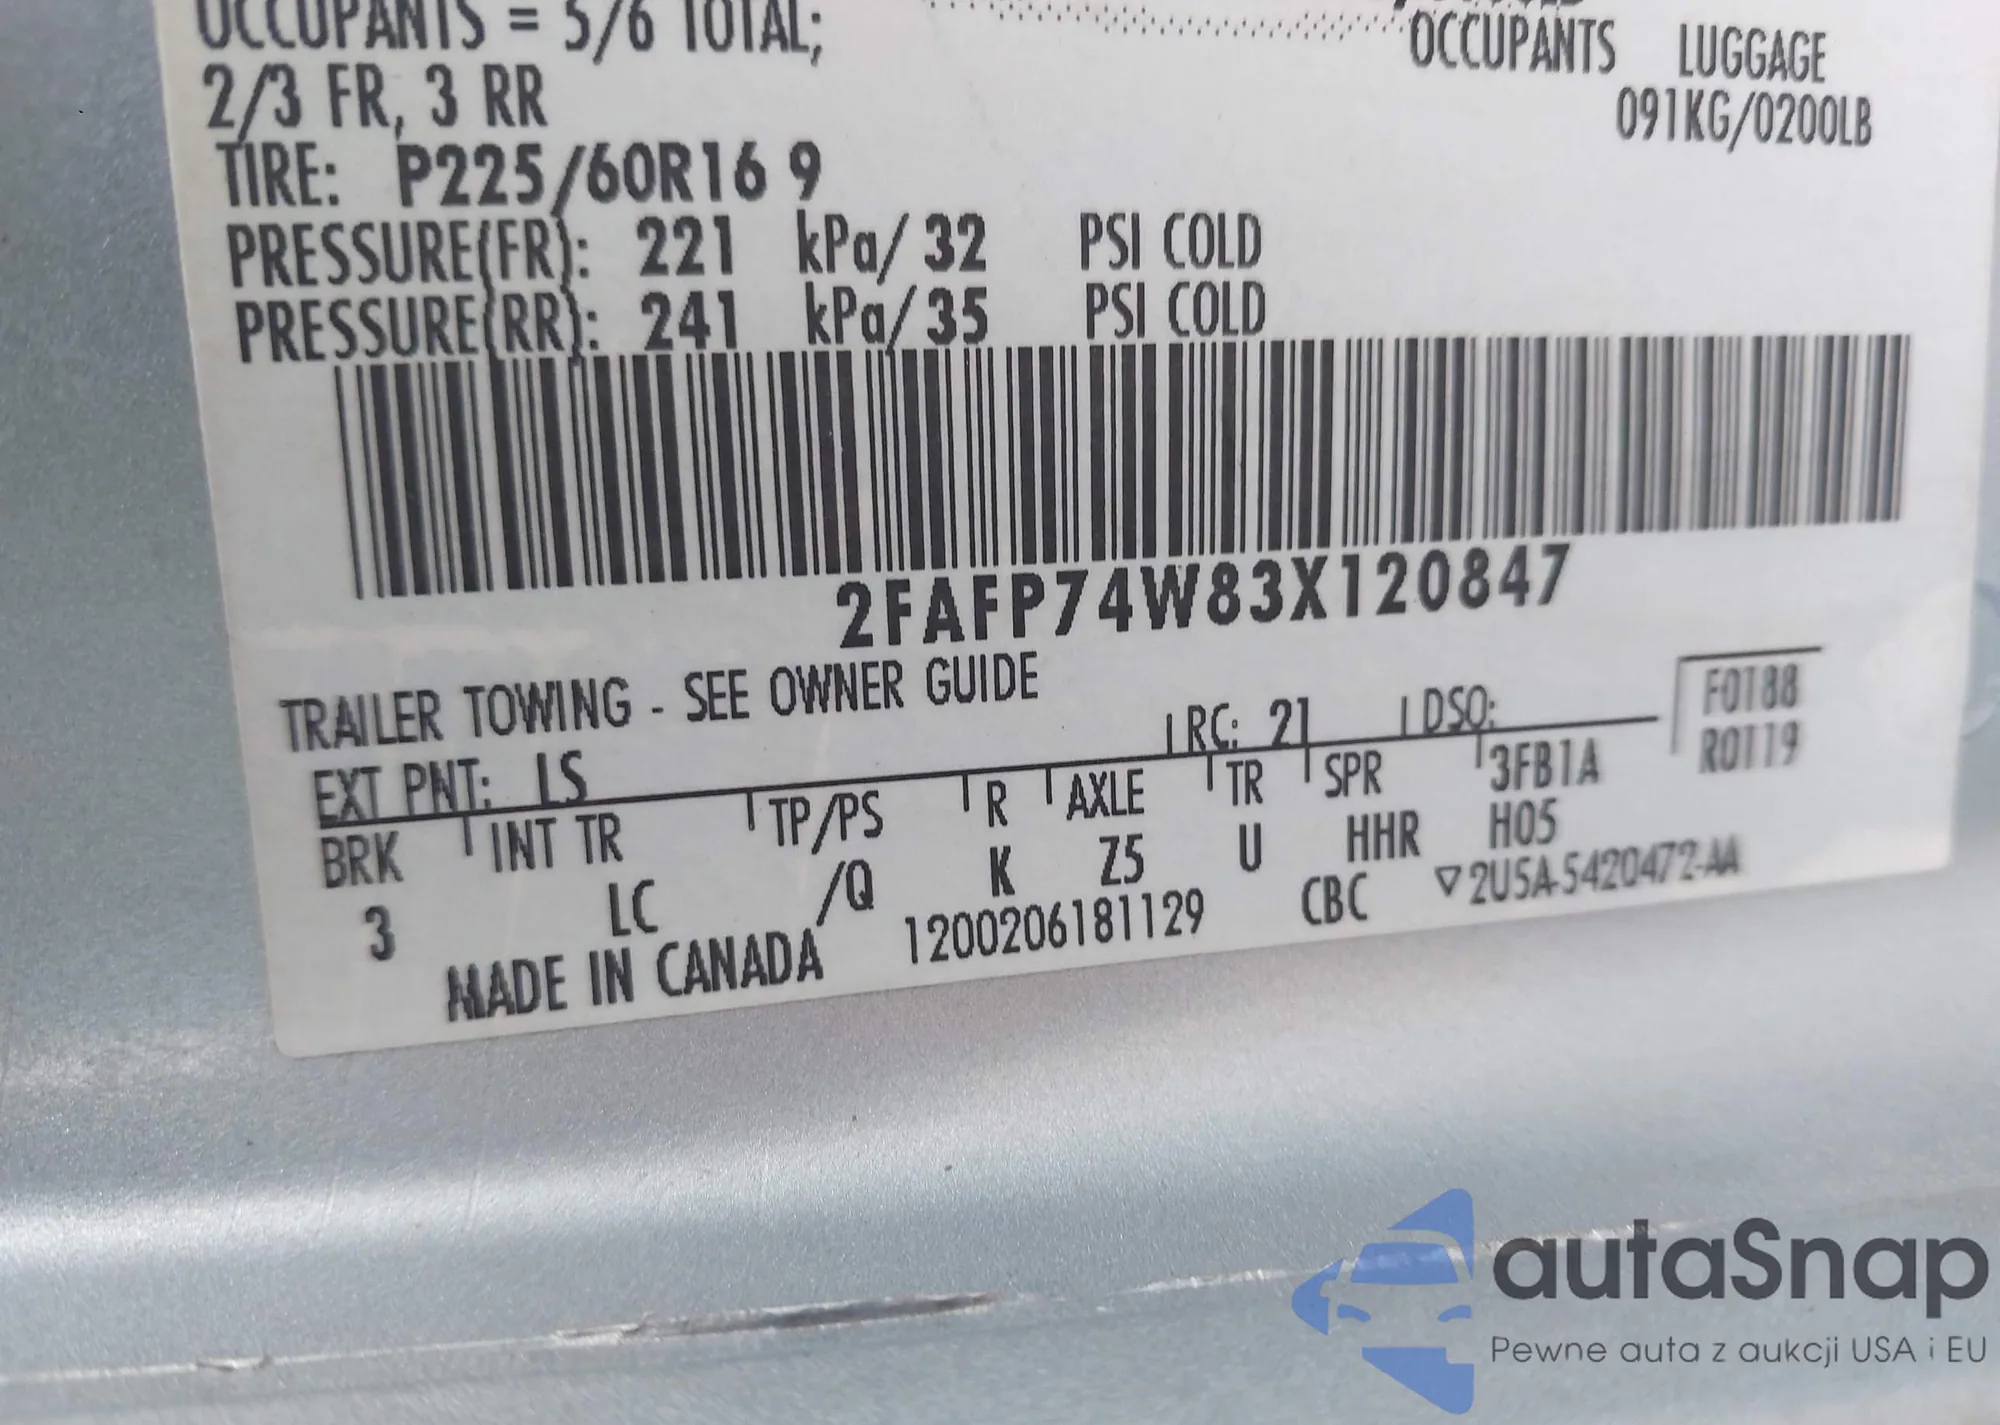 OCCUPANTS = 5/6 TOTAL;
2/3 FR, 3 RR
OCCUPANTS LUGGAGE
091KG/0200LB
TIRE: P225/60R16 9
PRESSURE(FR): 221 kPa/ 32 PSI COLD
PRESSURE(RR): 241 kPa/ 35 PSI COLD
2FAFP74W83X120847
TRAILER TOWING - SEE OWNER GUIDE
EXT PNT: LS RC: 21 DSO: F0T88
R0T19
BRK INT TR TP/PS R AXLE TR SPR 3FB1A
3 LC /Q K Z5 U HHR H05
MADE IN CANADA 1200206181129 CBC ▽2U5A-5420472-AA
autaSnap
Pewne auta z aukcji USA i EU